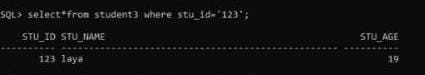 SQL> select*from student3 where stu_id='123';
STU_ID STU_NAME STU_AGE
---------- -------------------------------------------------- ----------
123 laya 19